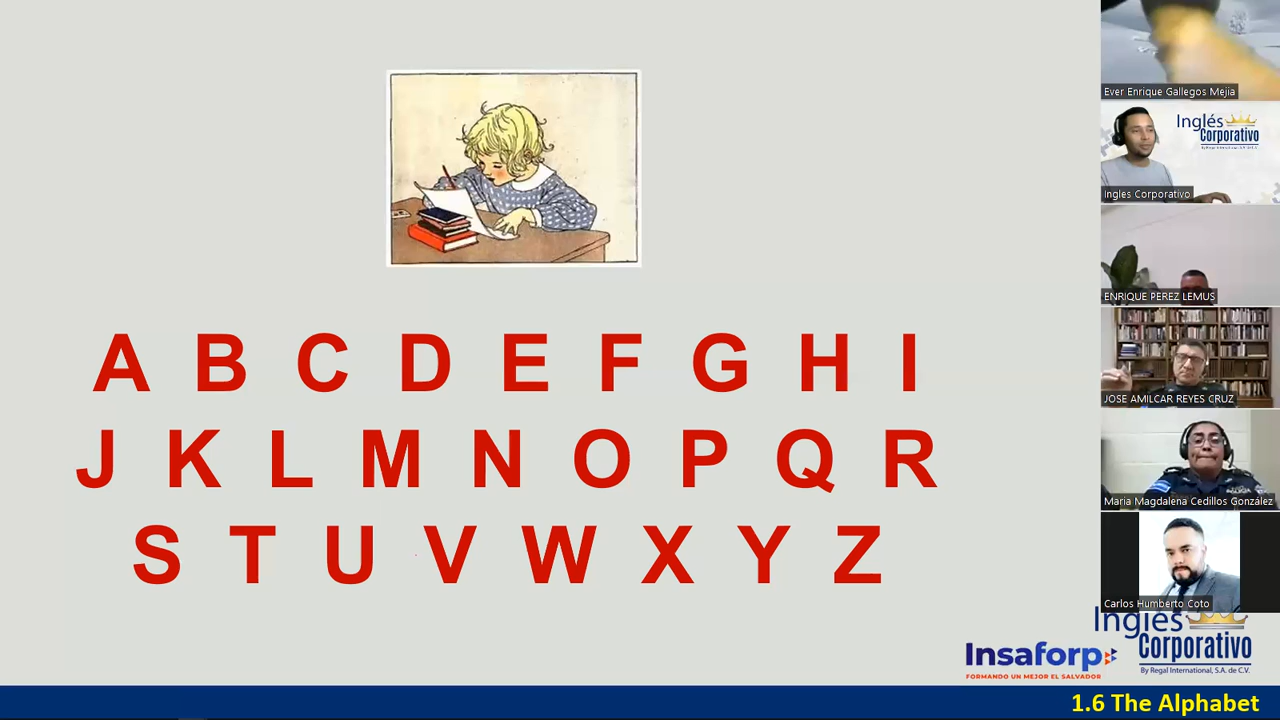 A B C D E F G H I
J K L M N O P Q R
S T U V W X Y Z
Ever Enrique Gallegos Mejia
Inglés
Corporativo
Ingles Corporativo
ENRIQUE PEREZ LEMUS
JOSE AMILCAR REYES CRUZ
Maria Magdalena Cedillos González
Carlos Humberto Coto
Inglés
Corporativo
By Regal International, S.A. de C.V.
Insaforp
FORMANDO UN MEJOR EL SALVADOR
1.6 The Alphabet